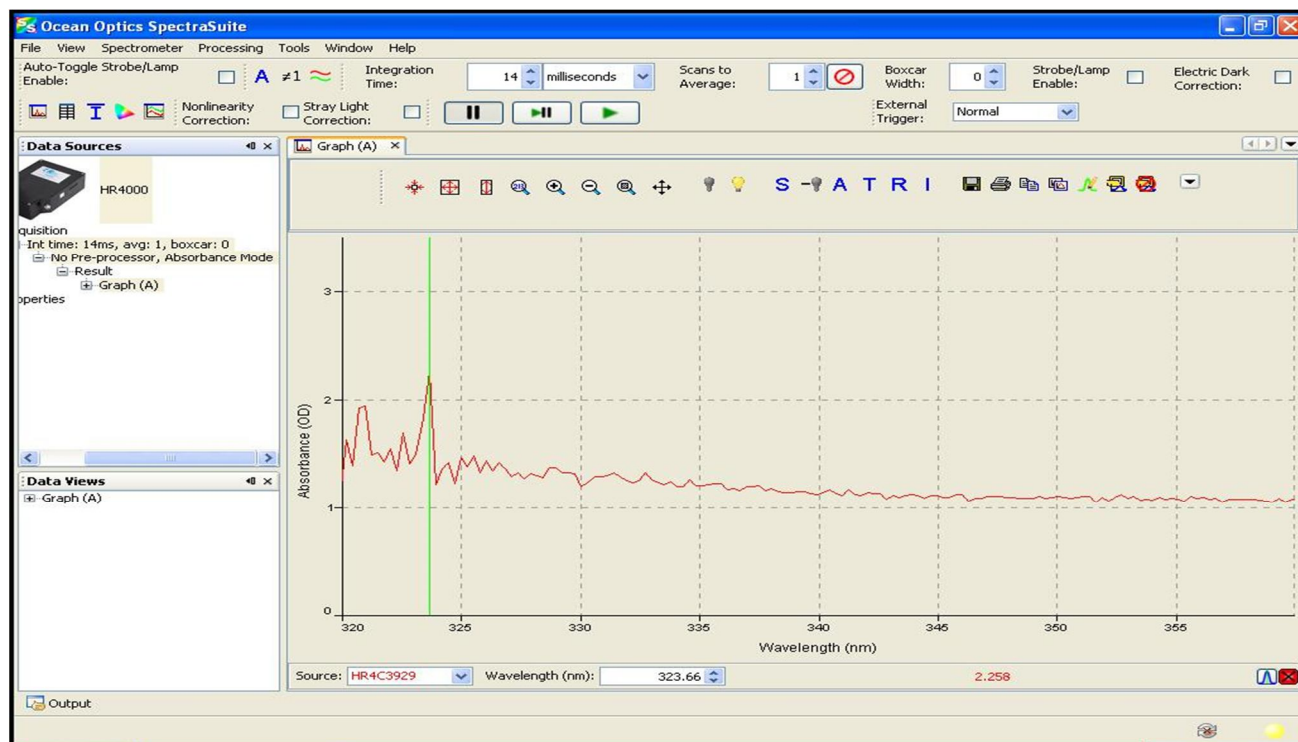 Ocean Optics SpectraSuite
File View Spectrometer Processing Tools Window Help
Auto-Toggle Strobe/Lamp Enable: A ≠1 Integration Time: 14 milliseconds Scans to Average: 1 Boxcar Width: 0 Strobe/Lamp Enable: Electric Dark Correction:
Nonlinearity Correction: Stray Light Correction: External Trigger: Normal
Data Sources
HR4000
quisition
Int time: 14ms, avg: 1, boxcar: 0
No Pre-processor, Absorbance Mode
Result
Graph (A)
operties
Data Views
Graph (A)
Graph (A)
S A T R I
Absorbance (OD)
3
2
1
0
320 325 330 335 340 345 350 355
Wavelength (nm)
Source: HR4C3929 Wavelength (nm): 323.66 2.258
Output